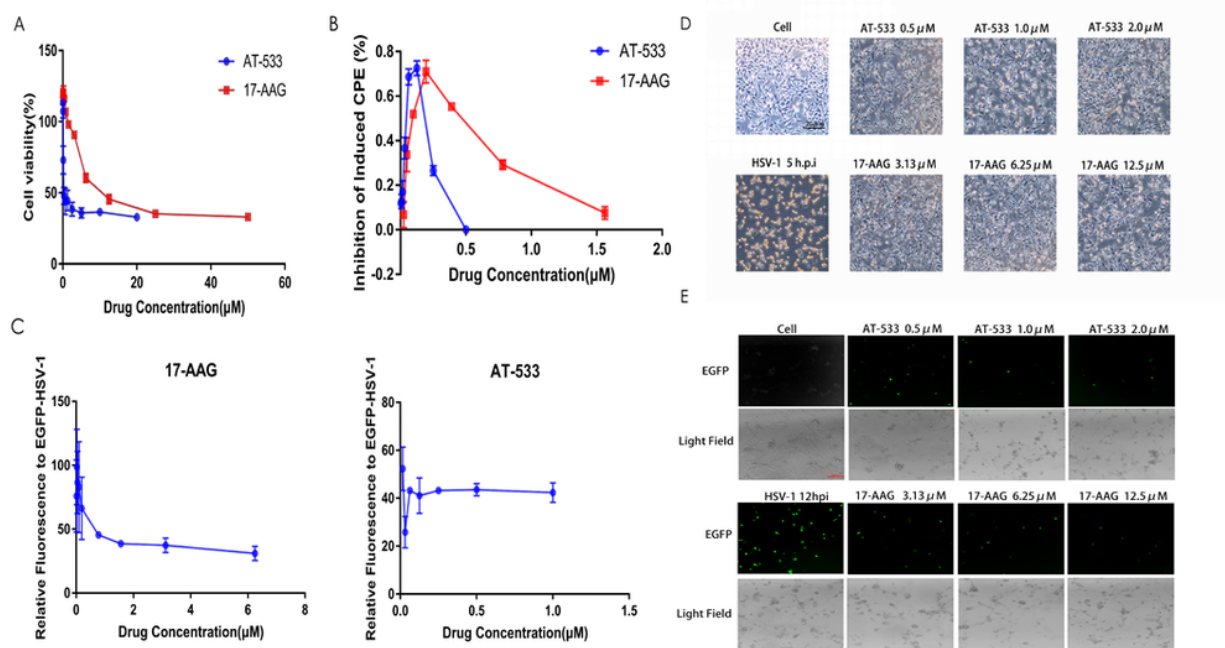 A
150
100
50
0
0 20 40 60
Cell viability(%)
Drug Concentration(μM)
AT-533
17-AAG
B
0.8
0.6
0.4
0.2
0.0
-0.2
0.5 1.0 1.5 2.0
Inhibition of Induced CPE (%)
Drug Concentration(μM)
AT-533
17-AAG
C
17-AAG
150
100
50
0
0 2 4 6 8
Relative Fluorescence to EGFP-HSV-1
Drug Concentration(μM)
AT-533
80
60
40
20
0
0.0 0.5 1.0 1.5
Relative Fluorescence to EGFP-HSV-1
Drug Concentration(μM)
D
Cell AT-533 0.5 μM AT-533 1.0 μM AT-533 2.0 μM
HSV-1 5 h.p.i 17-AAG 3.13 μM 17-AAG 6.25 μM 17-AAG 12.5 μM
E
Cell AT-533 0.5 μM AT-533 1.0 μM AT-533 2.0 μM
EGFP
Light Field
HSV-1 12hpi 17-AAG 3.13 μM 17-AAG 6.25 μM 17-AAG 12.5 μM
EGFP
Light Field